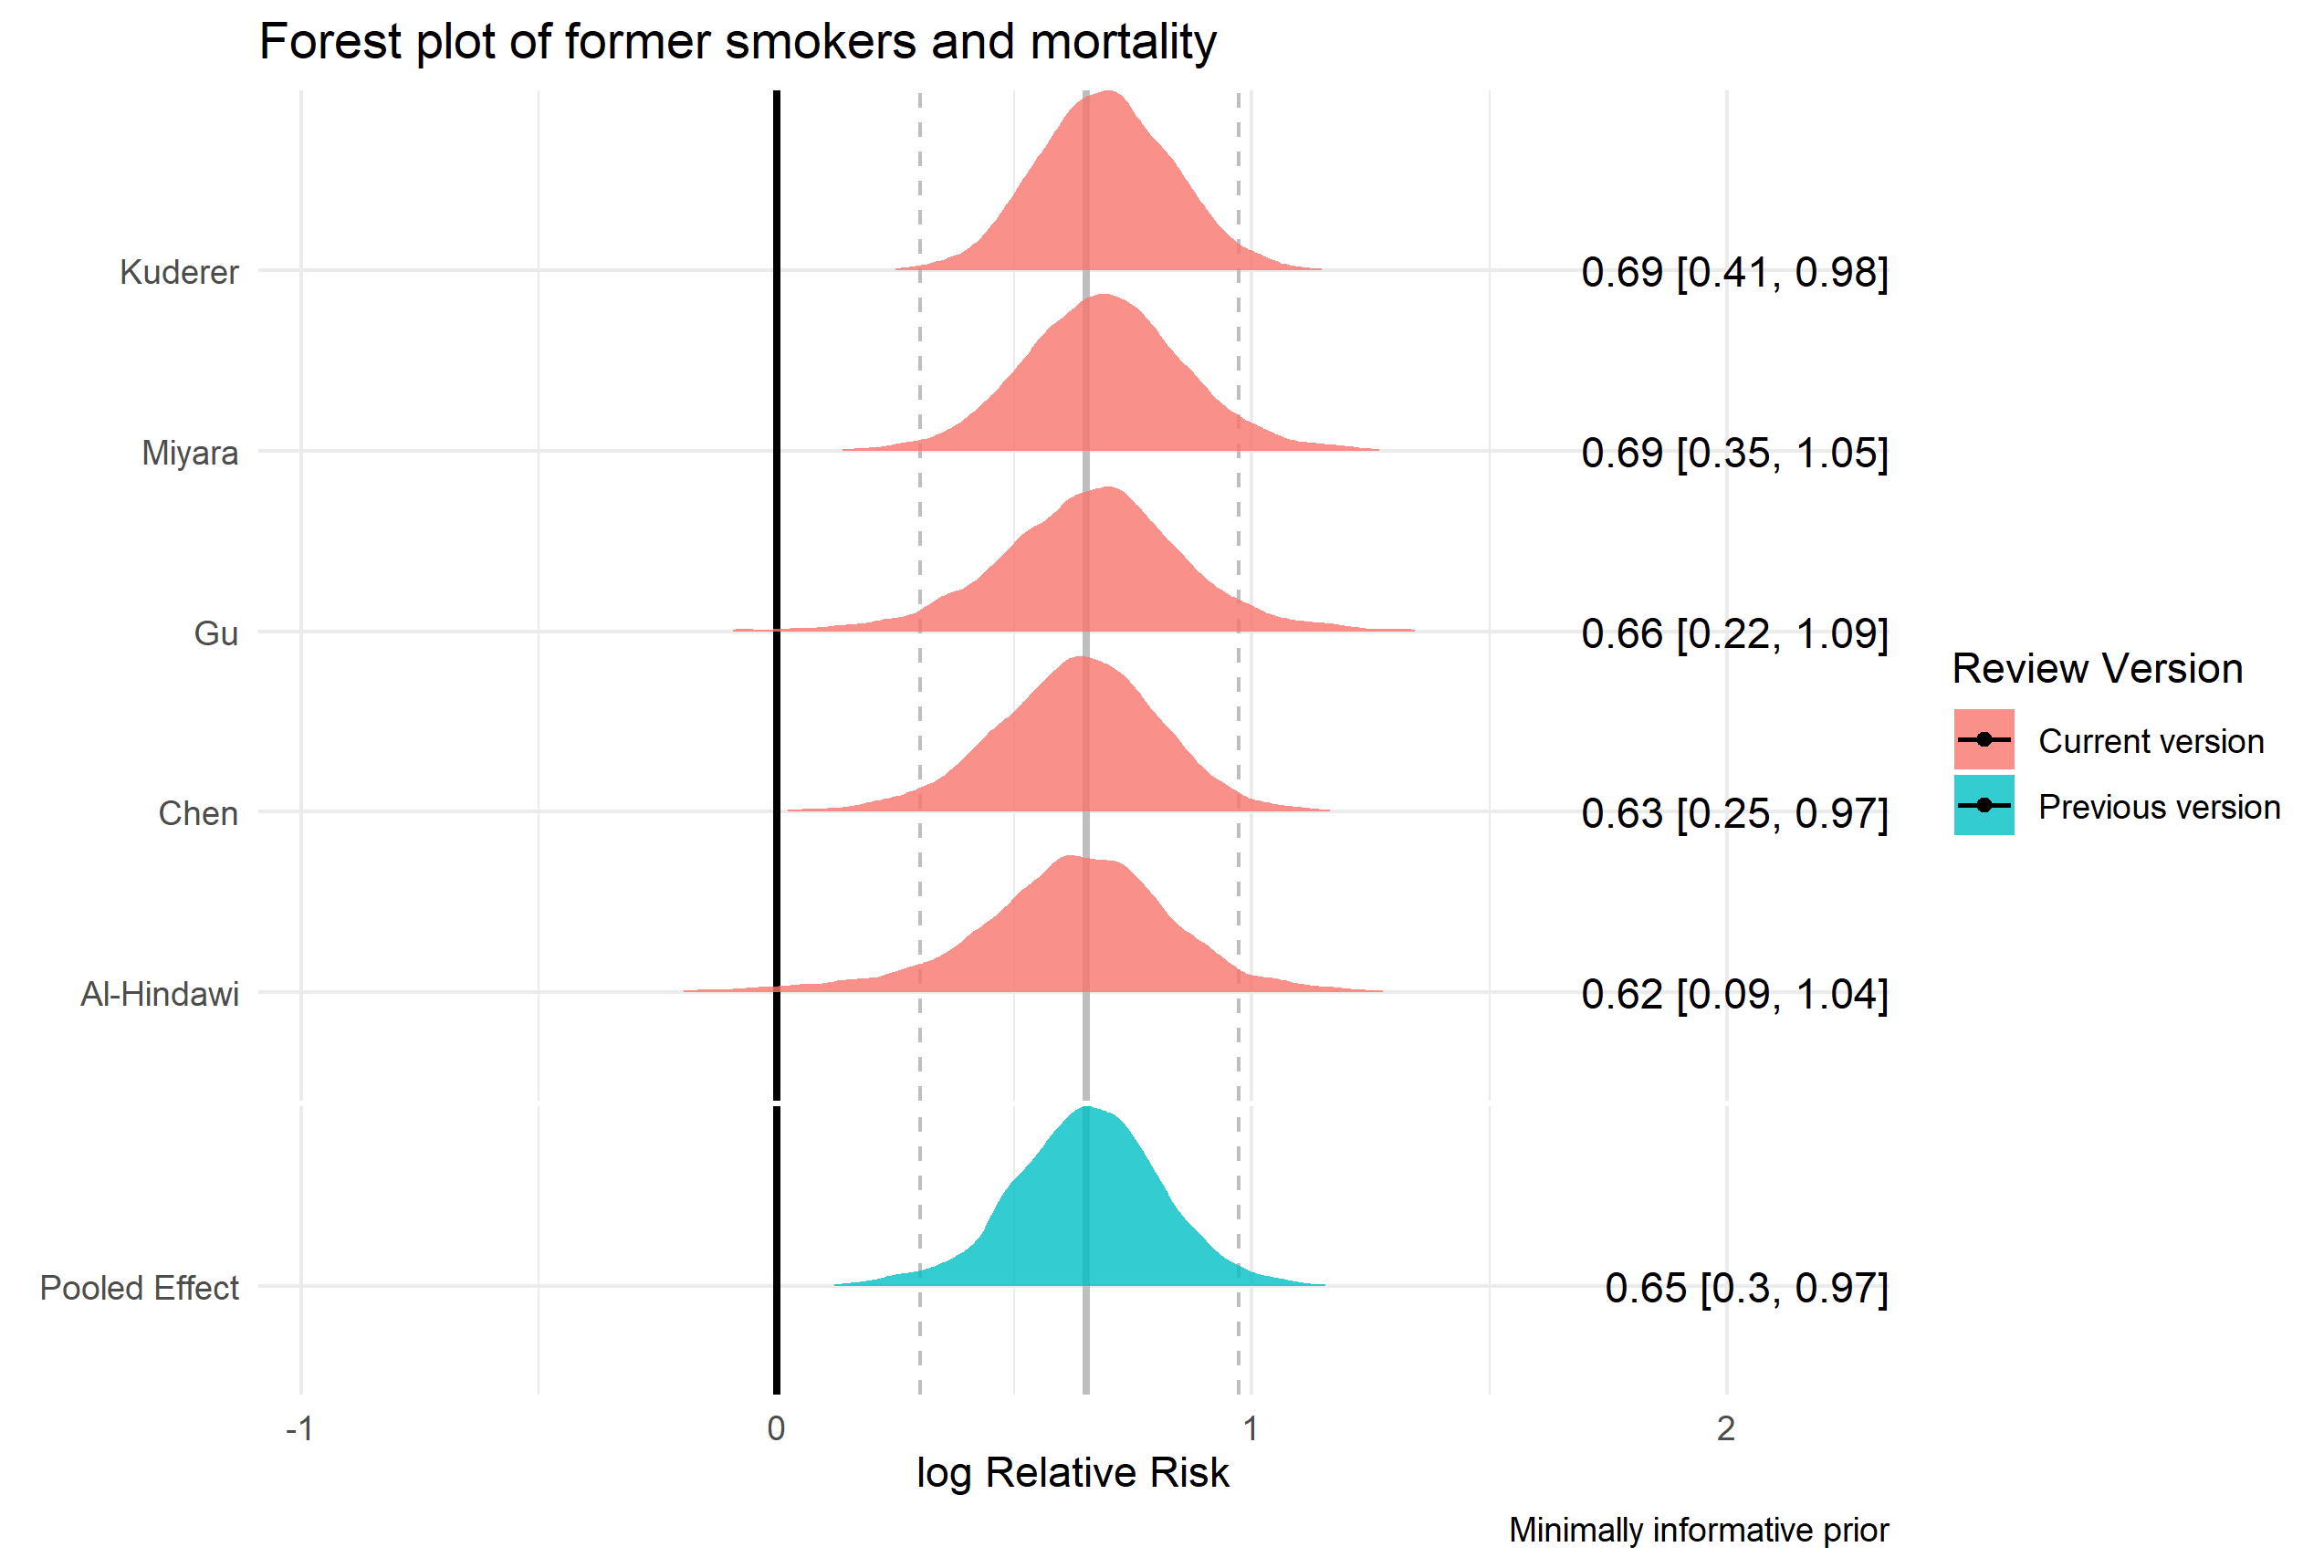 Forest plot of former smokers and mortality
Kuderer
0.69 [0.41, 0.98]
Miyara
0.69 [0.35, 1.05]
Gu
0.66 [0.22, 1.09]
Chen
0.63 [0.25, 0.97]
Al-Hindawi
0.62 [0.09, 1.04]
Pooled Effect
0.65 [0.3, 0.97]
-1
0
1
2
log Relative Risk
Minimally informative prior
Review Version
Current version
Previous version